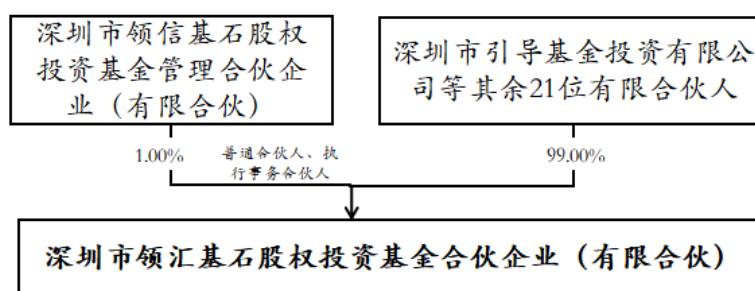 深圳市领信基石股权
投资基金管理合伙企
业（有限合伙）
深圳市引导基金投资有限公
司等其余21位有限合伙人
1.00%
普通合伙人、执
行事务合伙人
99.00%
深圳市领汇基石股权投资基金合伙企业（有限合伙）